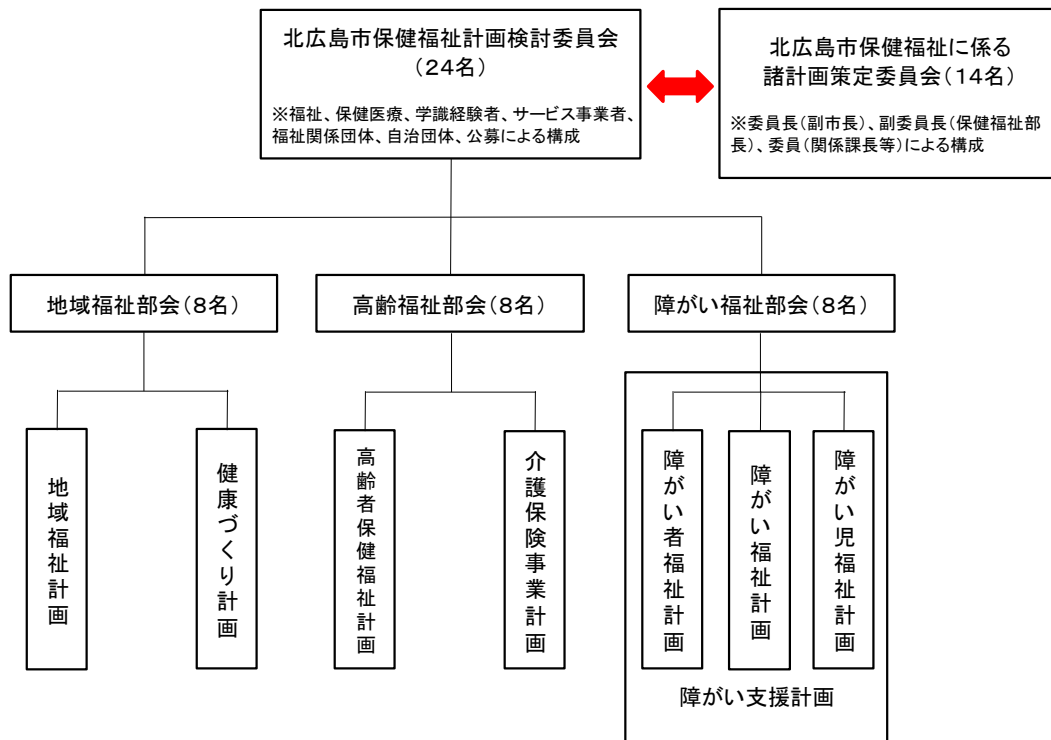 北広島市保健福祉計画検討委員会
（24名）
※福祉、保健医療、学識経験者、サービス事業者、
福祉関係団体、自治団体、公募による構成
北広島市保健福祉に係る
諸計画策定委員会（14名）
※委員長（副市長）、副委員長（保健福祉部
長）、委員（関係課長等）による構成
地域福祉部会（8名）
高齢福祉部会（8名）
障がい福祉部会（8名）
地域福祉計画
健康づくり計画
高齢者保健福祉計画
介護保険事業計画
障がい者福祉計画
障がい福祉計画
障がい児福祉計画
障がい支援計画